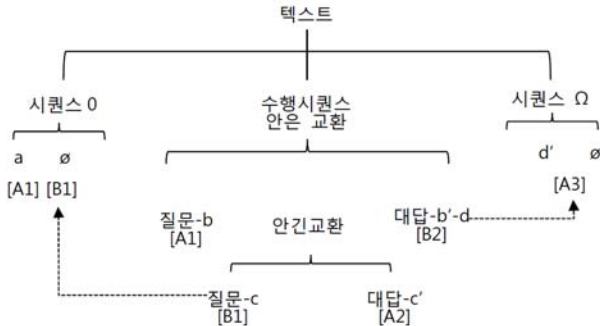 텍스트
시퀀스 0
수행시퀀스
안은 교환
시퀀스 Ω
a ø
d' ø
[A1] [B1]
[A3]
질문-b
[A1]
안긴교환
대답-b'-d
[B2]
질문-c
[B1]
대답-c'
[A2]